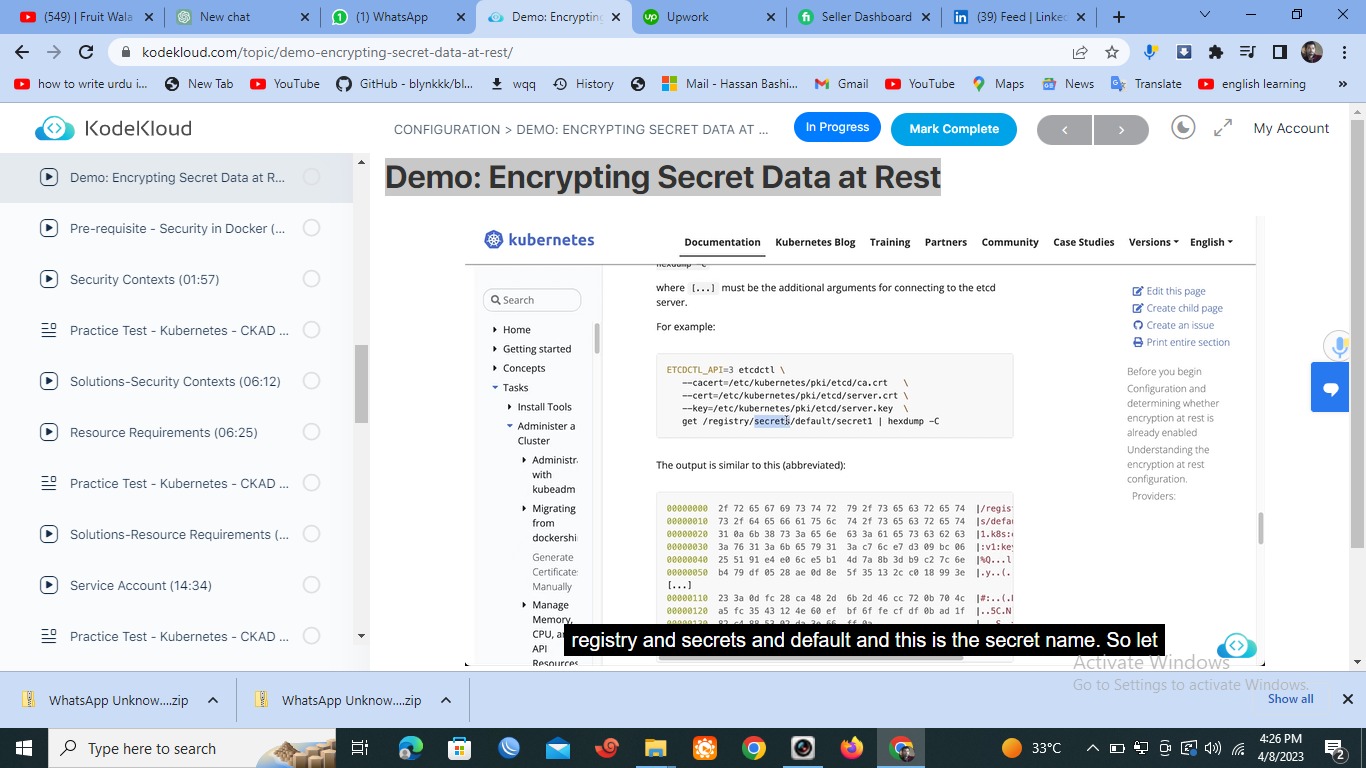 (549) Fruit Wala
New chat
(1) WhatsApp
Demo: Encrypting
Upwork
Seller Dashboard
(39) Feed | Linke
kodekloud.com/topic/demo-encrypting-secret-data-at-rest/
how to write urdu i...
New Tab
YouTube
GitHub - blynkkk/bl...
wqq
History
Mail - Hassan Bashi...
Gmail
YouTube
Maps
News
Translate
english learning
»
KodeKloud
CONFIGURATION > DEMO: ENCRYPTING SECRET DATA AT ...
In Progress
Mark Complete
<
>
My Account
Demo: Encrypting Secret Data at R...
Pre-requisite - Security in Docker (...
Security Contexts (01:57)
Practice Test - Kubernetes - CKAD ...
Solutions-Security Contexts (06:12)
Resource Requirements (06:25)
Practice Test - Kubernetes - CKAD ...
Solutions-Resource Requirements (...
Service Account (14:34)
Practice Test - Kubernetes - CKAD ...
Demo: Encrypting Secret Data at Rest
kubernetes
Documentation
Kubernetes Blog
Training
Partners
Community
Case Studies
Versions
English
Search
Home
Getting started
Concepts
Tasks
Install Tools
Administer a
Cluster
Administra
with
kubeadm
Migrating
from
dockershi
Generate
Certificates
Manually
Manage
Memory,
CPU, an
API
Resources
hexdump -C
where [...] must be the additional arguments for connecting to the etcd
server.
For example:
ETCDCTL_API=3 etcdctl \
--cacert=/etc/kubernetes/pki/etcd/ca.crt \
--cert=/etc/kubernetes/pki/etcd/server.crt \
--key=/etc/kubernetes/pki/etcd/server.key \
get /registry/secrets/default/secret1 | hexdump -C
The output is similar to this (abbreviated):
00000000 2f 72 65 67 69 73 74 72 79 2f 73 65 63 72 65 74 |/regis
00000010 73 2f 64 65 66 61 75 6c 74 2f 73 65 63 72 65 74 |s/defau
00000020 31 0a 6b 38 73 3a 65 6e 63 3a 61 65 73 63 62 63 |1.k8s:
00000030 3a 76 31 3a 6b 65 79 31 3a c7 6c e7 d3 09 bc 06 |:v1:key
00000040 25 51 91 e4 e0 6c e5 b1 4d 7a 8b 3d b9 c2 7c 6e |%Q...l
00000050 b4 79 df 05 28 ae 0d 8e 5f 35 13 2c c0 18 99 3e |.y..(.
[...]
00000110 23 3a 0d fc 28 ca 48 2d 6b 2d 46 cc 72 0b 70 4c |#:..(.
00000120 a5 fc 35 43 12 4e 60 ef bf 6f fe cf df 0b ad 1f |..5C.N
Edit this page
Create child page
Create an issue
Print entire section
Before you begin
Configuration and
determining whether
encryption at rest is
already enabled
Understanding the
encryption at rest
configuration.
Providers:
registry and secrets and default and this is the secret name. So let
Activate Windows
Go to Settings to activate Windows.
WhatsApp Unknow....zip
WhatsApp Unknow....zip
Show all
Type here to search
33°C
4:26 PM
4/8/2023
2